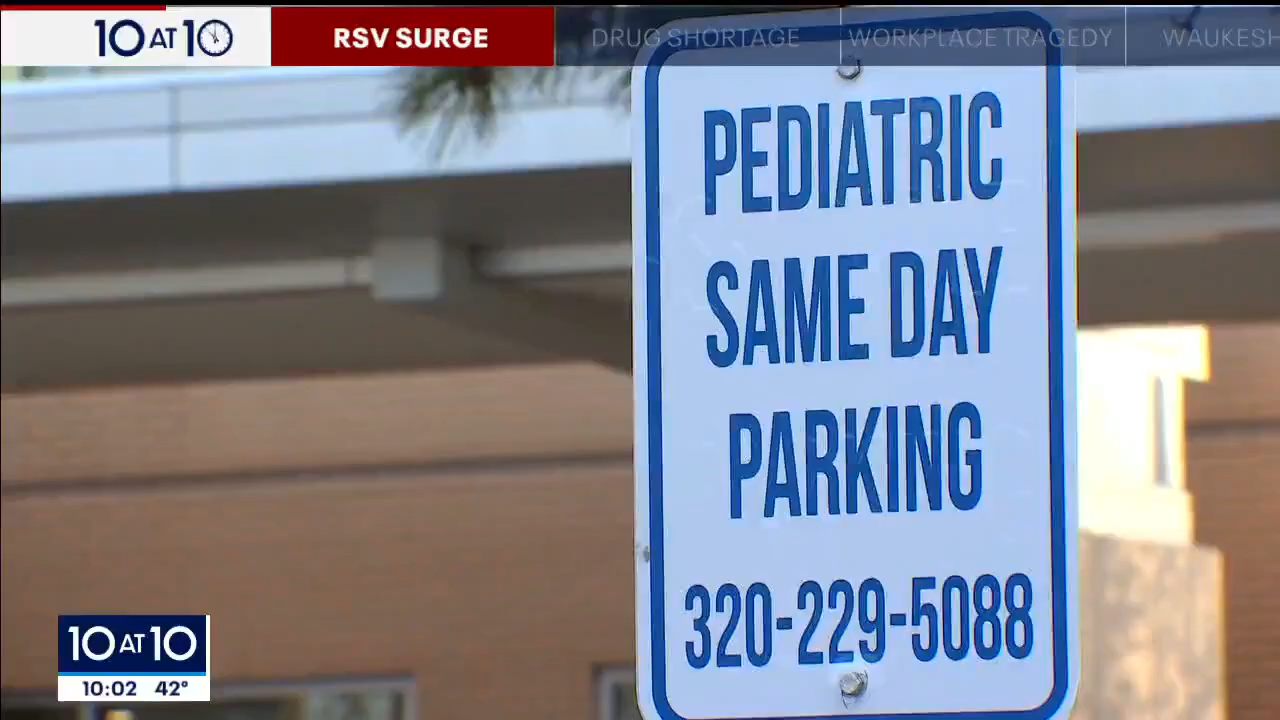 10 AT 10
RSV SURGE
DRUG SHORTAGE
WORKPLACE TRAGEDY
WAUKESH
PEDIATRIC
SAME DAY
PARKING
320-229-5088
10 AT 10
10:02 42°